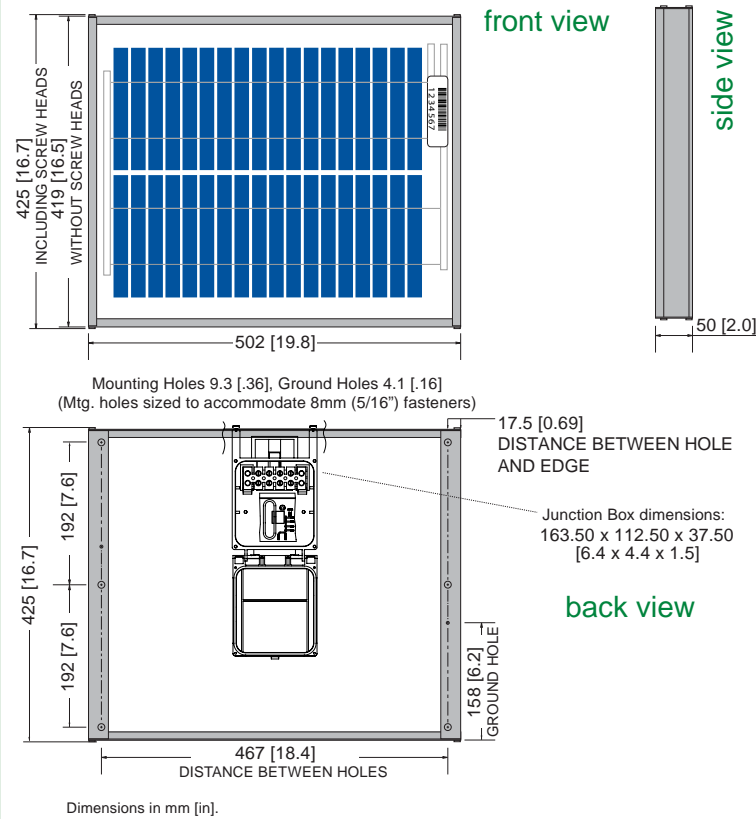 front view
side view
425 [16.7]
INCLUDING SCREW HEADS
419 [16.5]
WITHOUT SCREW HEADS
1234567
502 [19.8]
50 [2.0]
Mounting Holes 9.3 [.36], Ground Holes 4.1 [.16]
(Mtg. holes sized to accommodate 8mm (5/16") fasteners)
17.5 [0.69]
DISTANCE BETWEEN HOLE
AND EDGE
Junction Box dimensions:
163.50 x 112.50 x 37.50
[6.4 x 4.4 x 1.5]
back view
425 [16.7]
192 [7.6]
192 [7.6]
158 [6.2]
GROUND HOLE
467 [18.4]
DISTANCE BETWEEN HOLES
Dimensions in mm [in].